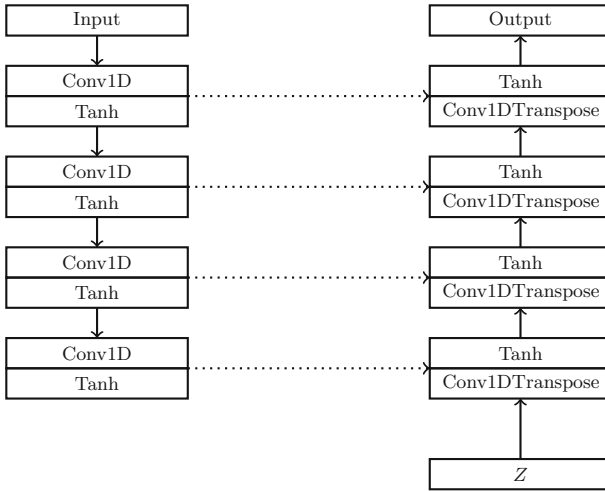 Input
Conv1D
Tanh
Conv1D
Tanh
Conv1D
Tanh
Conv1D
Tanh
Output
Tanh
Conv1DTranspose
Tanh
Conv1DTranspose
Tanh
Conv1DTranspose
Tanh
Conv1DTranspose
Z